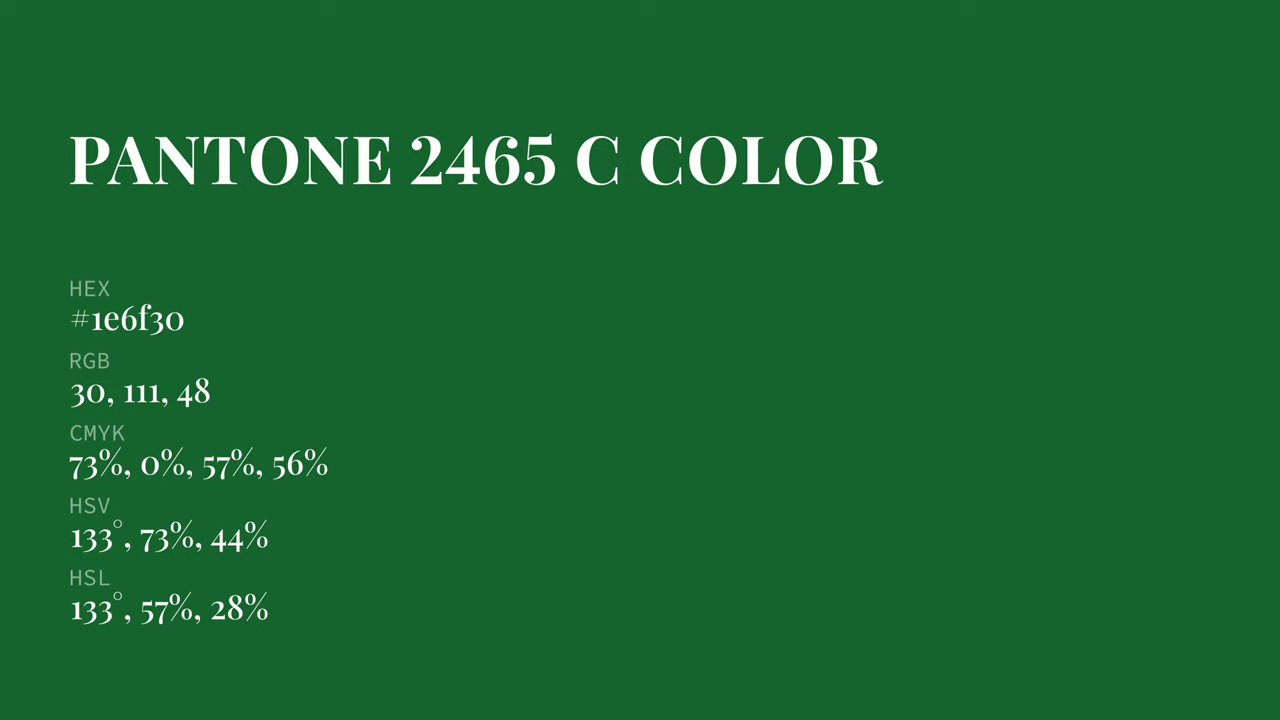 PANTONE 2465 C COLOR
HEX
#1e6f30
RGB
30, 111, 48
CMYK
73%, 0%, 57%, 56%
HSV
133°, 73%, 44%
HSL
133°, 57%, 28%